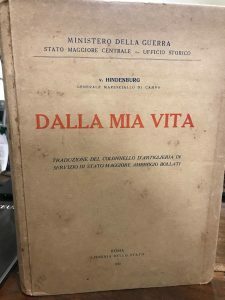 MINISTERO DELLA GUERRA
STATO MAGGIORE CENTRALE - UFFICIO STORICO
v. HINDENBURG
GENERALE MARESCIALLO DI CAMPO
DALLA MIA VITA
TRADUZIONE DEL COLONNELLO D'ARTIGLIERIA IN
SERVIZIO DI STATO MAGGIORE AMBROGIO BOLLATI
ROMA
LIBRERIA DELLO STATO